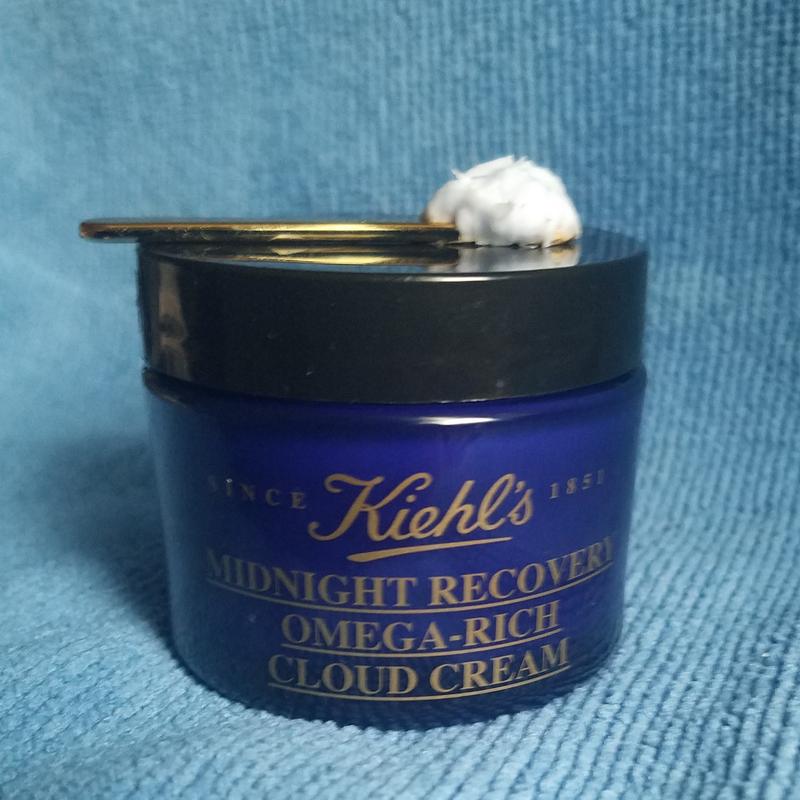 SINCE Kiehl's 1851
MIDNIGHT RECOVERY
OMEGA-RICH
CLOUD CREAM